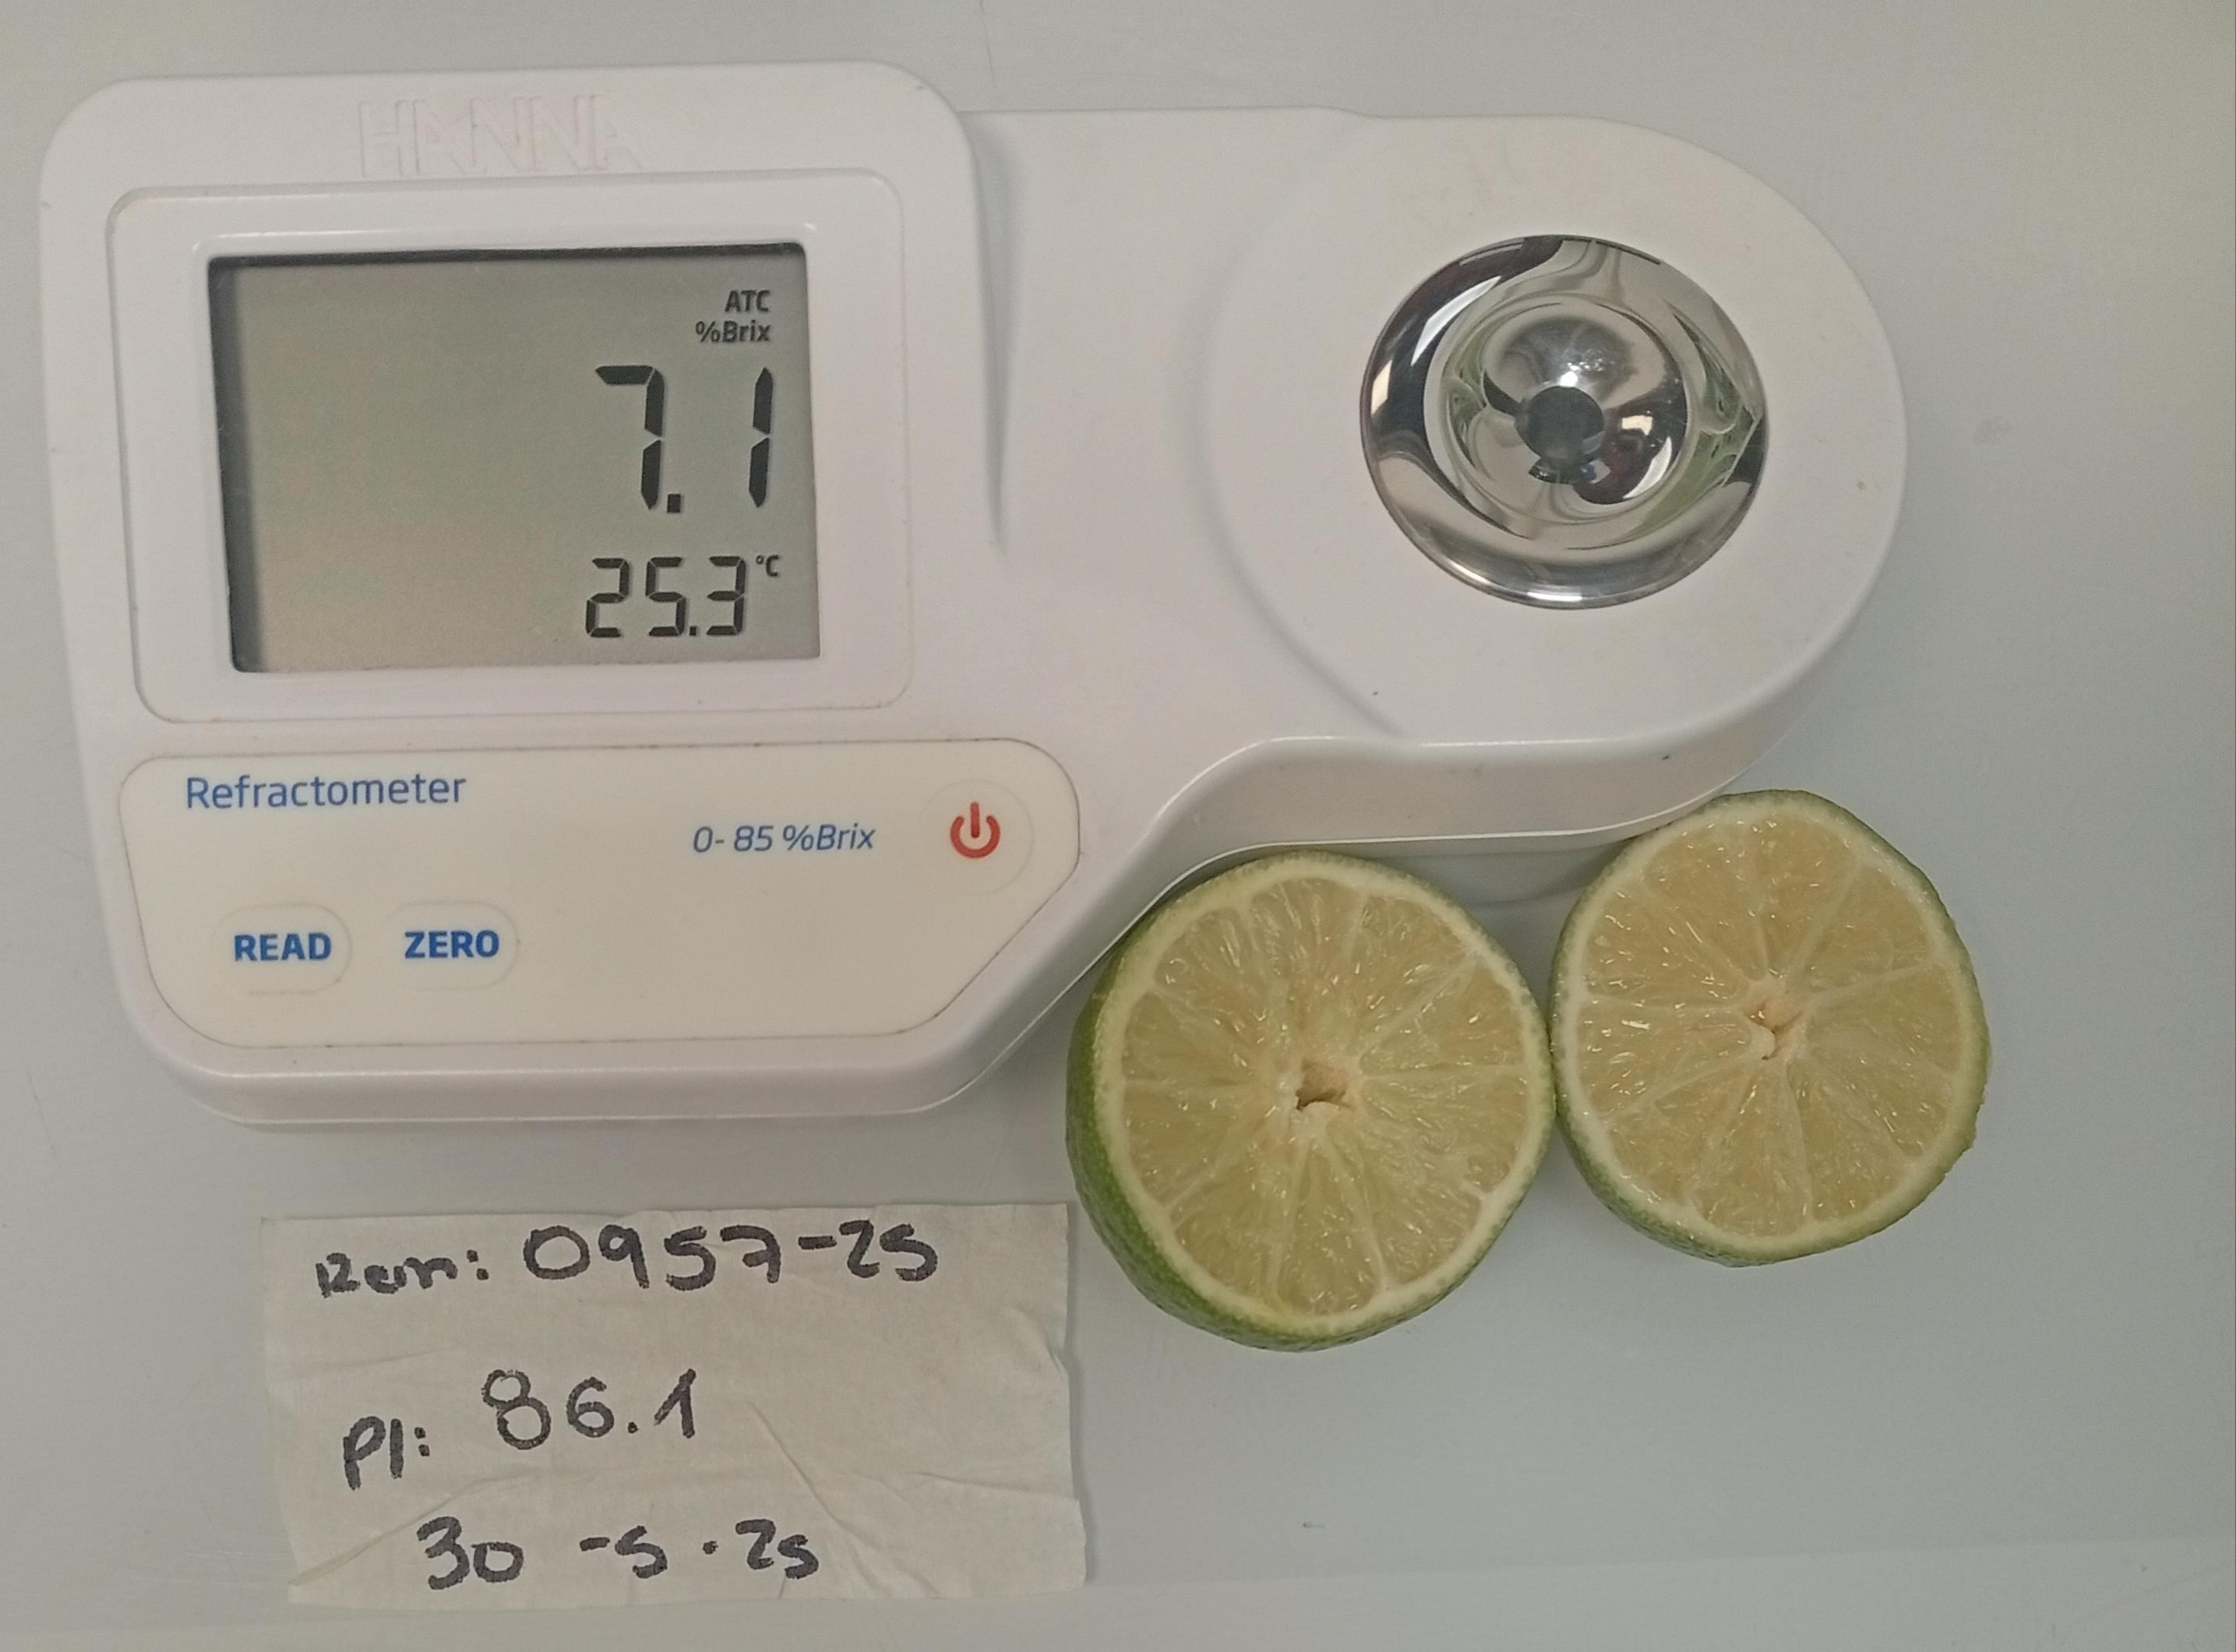 HANNA
ATC
%Brix
7.1
25.3 °C
Refractometer
0- 85 %Brix
READ ZERO
Rem: 0957-25
Pl: 86.1
30 -5 . 25